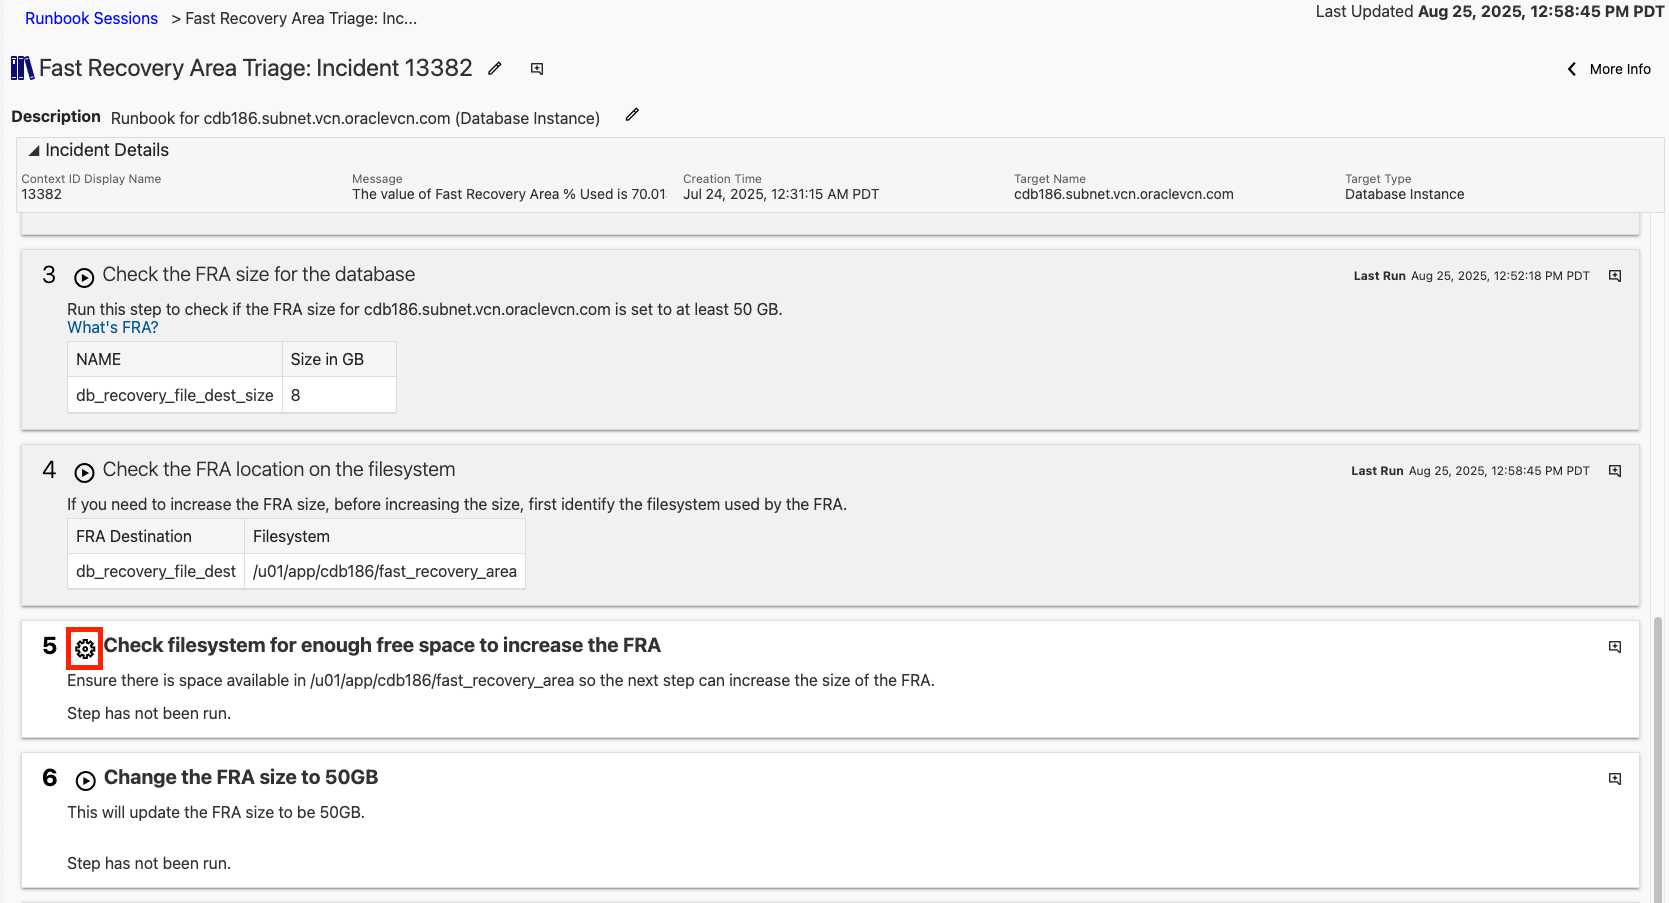 Runbook Sessions > Fast Recovery Area Triage: Inc...
Last Updated Aug 25, 2025, 12:58:45 PM PDT
Fast Recovery Area Triage: Incident 13382
More Info
Description Runbook for cdb186.subnet.vcn.oraclevcn.com (Database Instance)
Incident Details
Context ID Display Name
13382
Message
The value of Fast Recovery Area % Used is 70.01
Creation Time
Jul 24, 2025, 12:31:15 AM PDT
Target Name
cdb186.subnet.vcn.oraclevcn.com
Target Type
Database Instance
3 Check the FRA size for the database
Last Run Aug 25, 2025, 12:52:18 PM PDT
Run this step to check if the FRA size for cdb186.subnet.vcn.oraclevcn.com is set to at least 50 GB.
What's FRA?
NAME Size in GB
db_recovery_file_dest_size 8
4 Check the FRA location on the filesystem
Last Run Aug 25, 2025, 12:58:45 PM PDT
If you need to increase the FRA size, before increasing the size, first identify the filesystem used by the FRA.
FRA Destination Filesystem
db_recovery_file_dest /u01/app/cdb186/fast_recovery_area
5 Check filesystem for enough free space to increase the FRA
Ensure there is space available in /u01/app/cdb186/fast_recovery_area so the next step can increase the size of the FRA.
Step has not been run.
6 Change the FRA size to 50GB
This will update the FRA size to be 50GB.
Step has not been run.